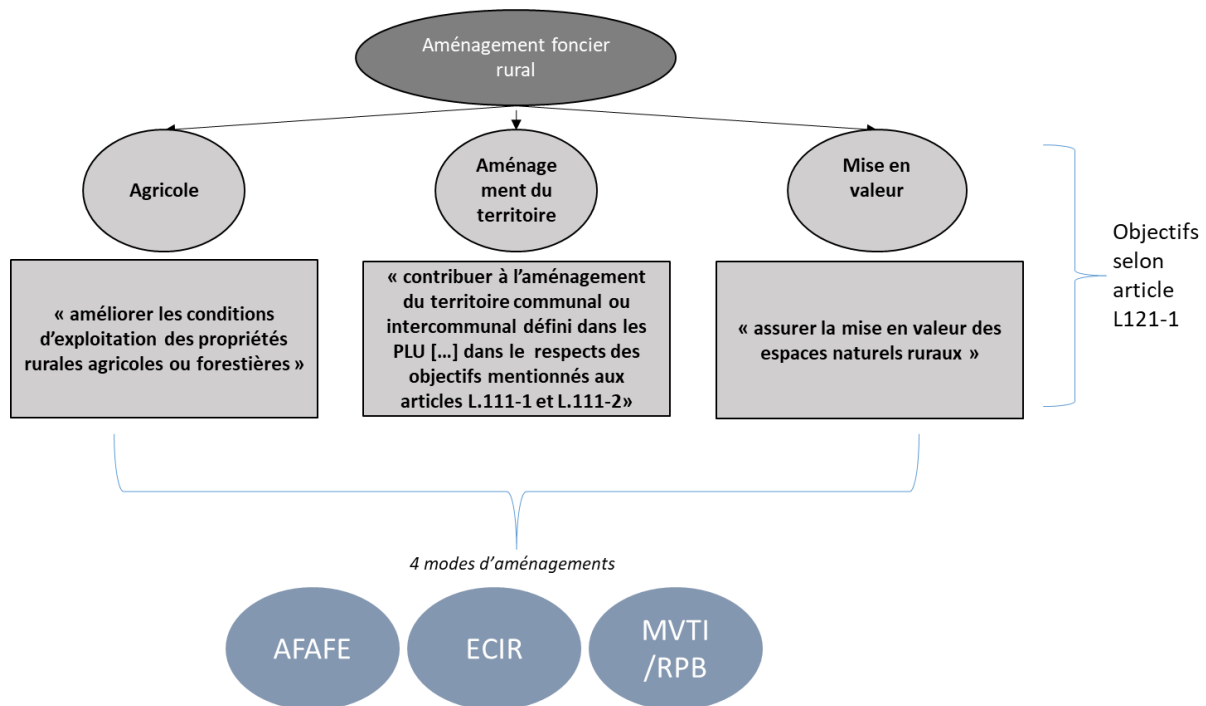 Aménagement foncier
rural
Agricole
Aménage
ment du
territoire
Mise en
valeur
« améliorer les conditions
d’exploitation des propriétés
rurales agricoles ou forestières »
« contribuer à l’aménagement
du territoire communal ou
intercommunal défini dans les
PLU […] dans le respects des
objectifs mentionnés aux
articles L.111-1 et L.111-2»
« assurer la mise en valeur des
espaces naturels ruraux »
Objectifs
selon
article
L121-1
4 modes d’aménagements
AFAFE
ECIR
MVTI
/RPB